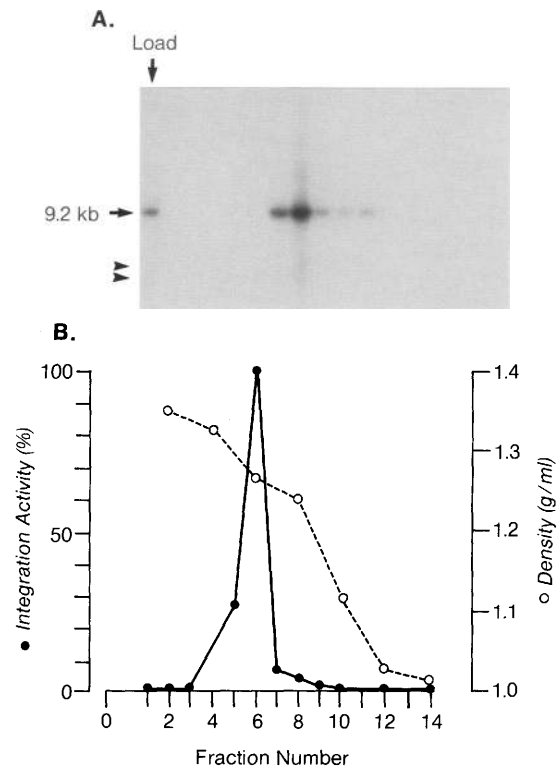 A.
Load
9.2 kb
B.
100
50
0
• Integration Activity (%)
1.4
1.3
1.2
1.1
1.0
○ Density (g/ml)
0 2 4 6 8 10 12 14
Fraction Number